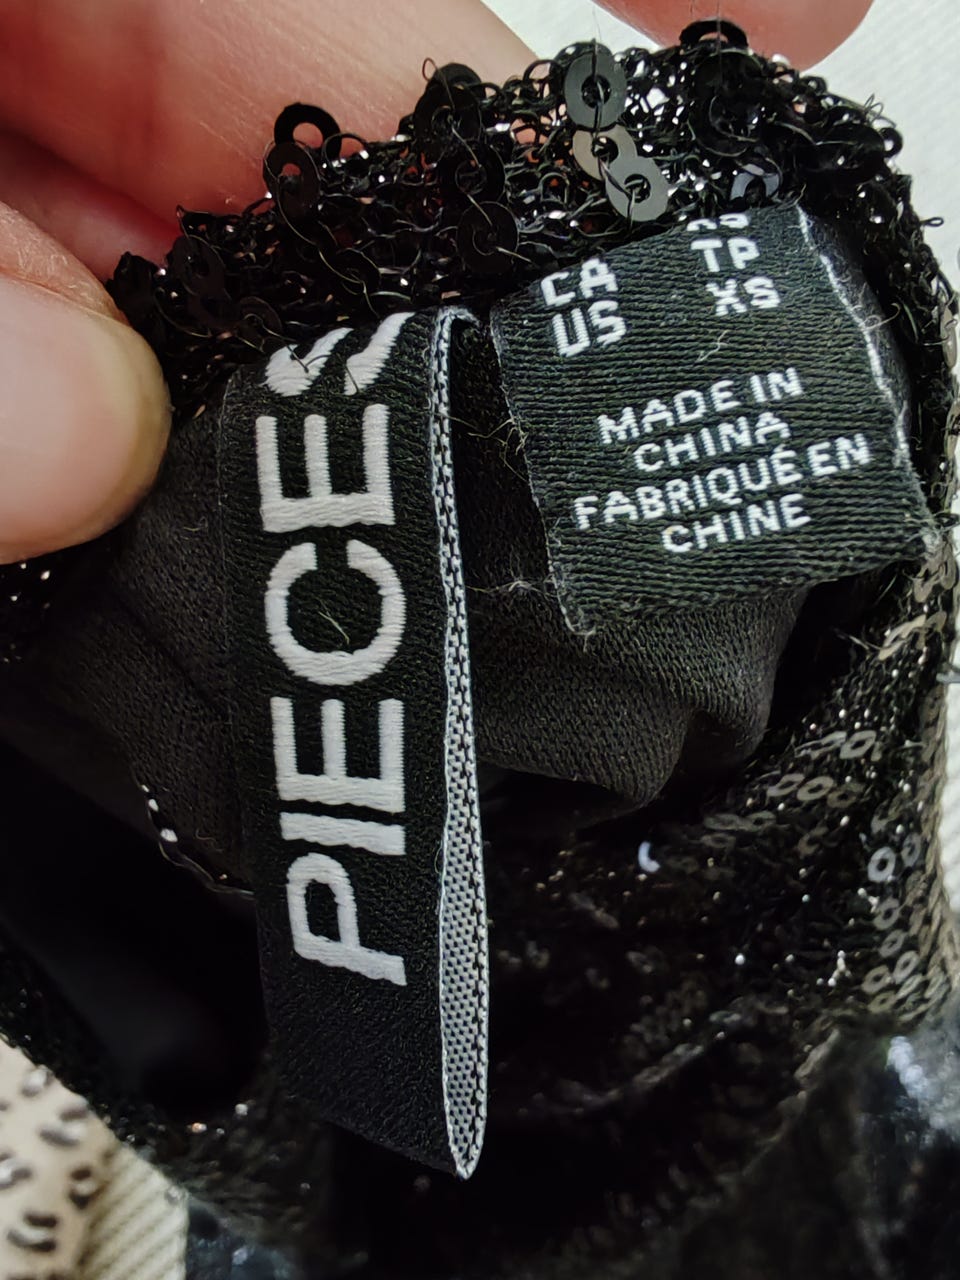 PIECES
CA TP
US XS
MADE IN
CHINA
FABRIQUÉ EN
CHINE